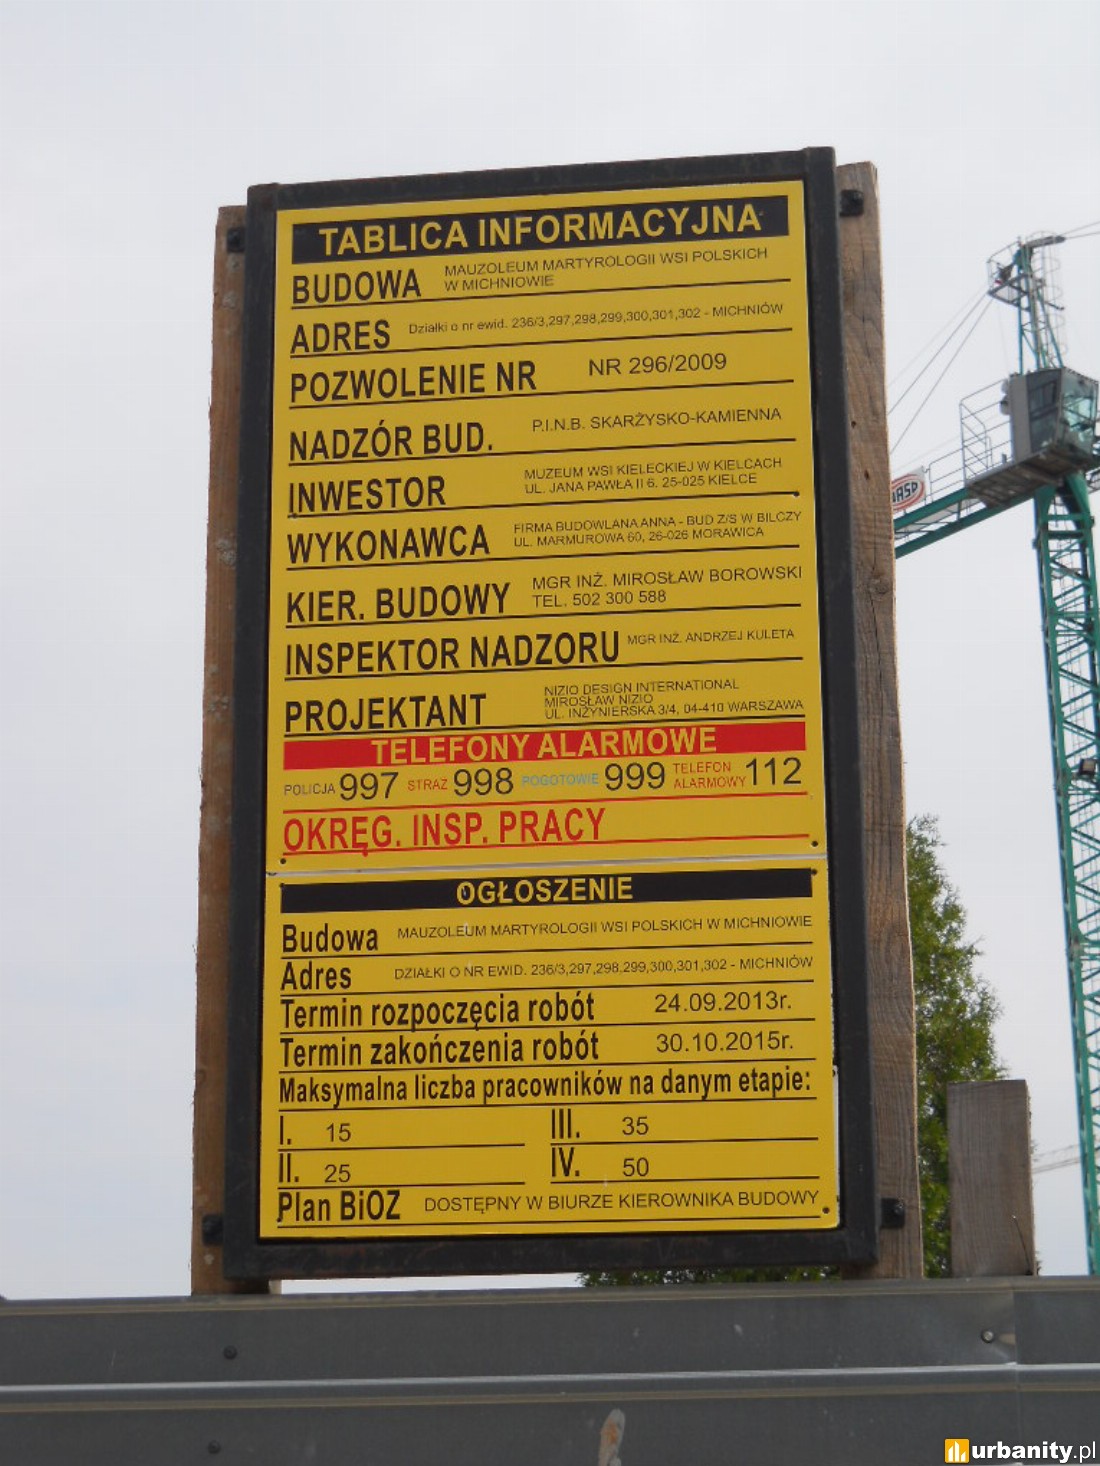 TABLICA INFORMACYJNA
BUDOWA MAUZOLEUM MARTYROLOGII WSI POLSKICH
W MICHNIOWIE
ADRES Działki o nr ewid. 236/3,297,298,299,300,301,302 - MICHNIÓW
POZWOLENIE NR NR 296/2009
NADZÓR BUD. P.I.N.B. SKARŻYSKO-KAMIENNA
INWESTOR MUZEUM WSI KIELECKIEJ W KIELCACH
UL. JANA PAWŁA II 6. 25-025 KIELCE
WYKONAWCA FIRMA BUDOWLANA ANNA - BUD Z/S W BILCZY
UL. MARMUROWA 60, 26-026 MORAWICA
KIER. BUDOWY MGR INŻ. MIROSŁAW BOROWSKI
TEL. 502 300 588
INSPEKTOR NADZORU MGR INŻ. ANDRZEJ KULETA
PROJEKTANT NIZIO DESIGN INTERNATIONAL
MIROSŁAW NIZIO
UL. INŻYNIERSKA 3/4, 04-410 WARSZAWA
TELEFONY ALARMOWE
POLICJA 997 STRAŻ 998 POGOTOWIE 999 TELEFON ALARMOWY 112
OKRĘG. INSP. PRACY
OGŁOSZENIE
Budowa MAUZOLEUM MARTYROLOGII WSI POLSKICH W MICHNIOWIE
Adres DZIAŁKI O NR EWID. 236/3,297,298,299,300,301,302 - MICHNIÓW
Termin rozpoczęcia robót 24.09.2013r.
Termin zakończenia robót 30.10.2015r.
Maksymalna liczba pracowników na danym etapie:
I. 15 III. 35
II. 25 IV. 50
Plan BiOZ DOSTĘPNY W BIURZE KIEROWNIKA BUDOWY
urbanity.pl